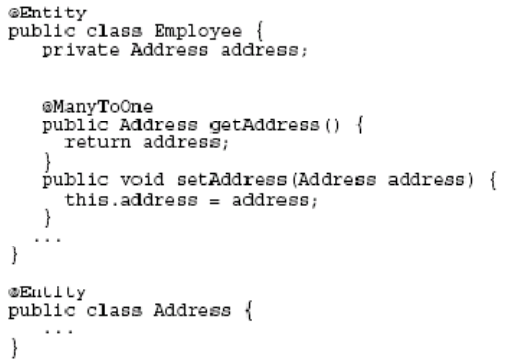 @Entity
public class Employee {
private Address address;
@ManyToOne
public Address getAddress() {
return address;
}
public void setAddress(Address address) {
this.address = address;
}
...
}
@Entity
public class Address {
...
}